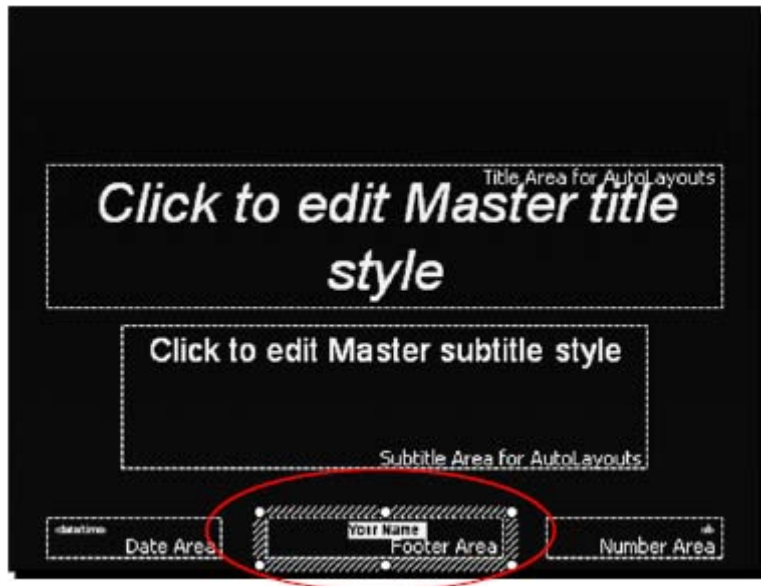 Title Area for AutoLayouts
Click to edit Master title
style
Click to edit Master subtitle style
Subtitle Area for AutoLayouts
<date/time>
Date Area
Your Name
Footer Area
Number Area